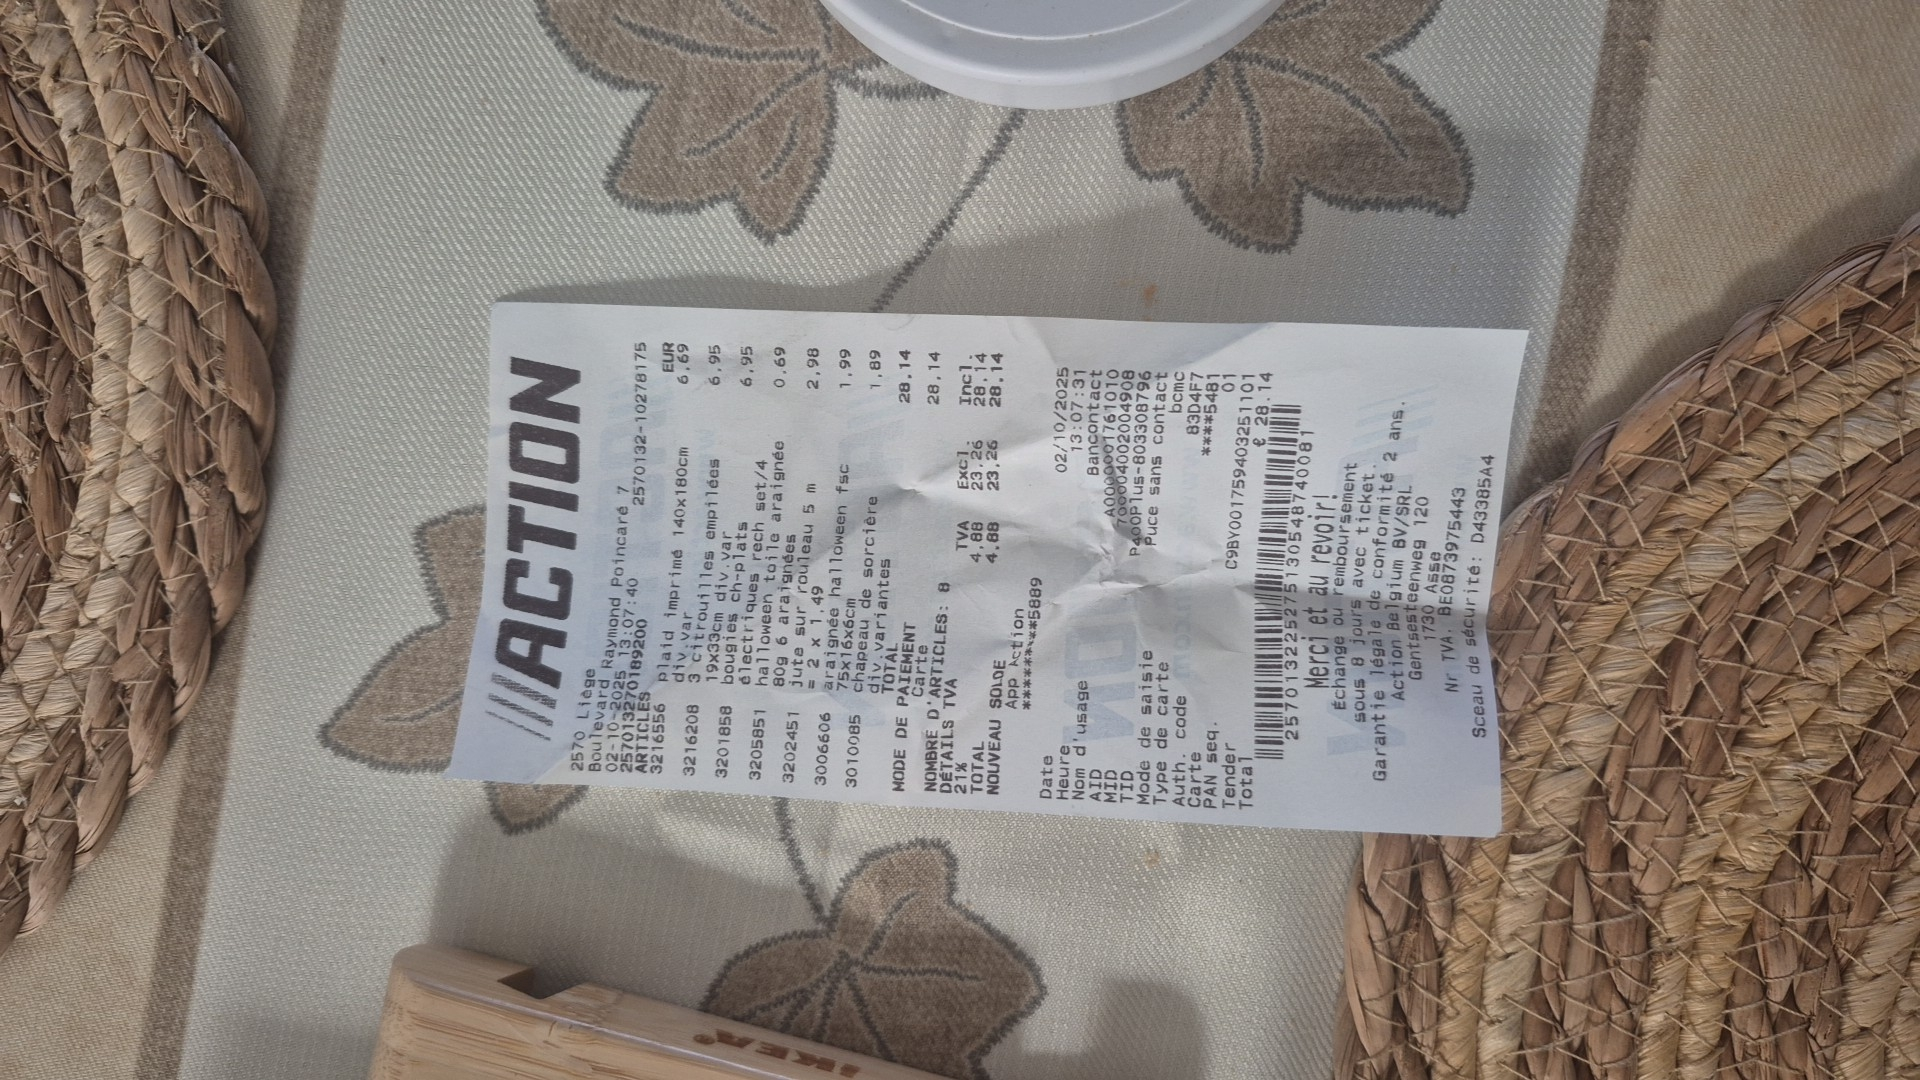 ///ACTION
2570 Liège
Boulevard Raymond Poincaré 7
02-10-2025 13:07:40 2570132-10278175
2570132701892​00
ARTICLES EUR
3216556 plaid imprimé 140x180cm 6,69
div.var
3216208 3 citrouilles empilées 6,95
19x33cm div.var
3201858 bougies ch-plats 6,95
électriques rech set/4
3205851 halloween toile araignée 0,69
80g 6 araignées
3202451 jute sur rouleau 5 m 2,98
= 2 x 1.49
3006606 araignée halloween fsc 1,99
75x16x6cm
3010085 chapeau de sorcière 1,89
div.variantes
TOTAL 28.14
MODE DE PAIEMENT
Carte 28,14
NOMBRE D'ARTICLES: 8
DÉTAILS TVA TVA Excl. Incl.
21% 4.88 23.26 28.14
TOTAL 4.88 23.26 28.14
NOUVEAU SOLDE
App Action
*********5889
Date 02/10/2025
Heure 13:07:31
Nom d'usage Bancontact
AID
MID
TID P400Plus-803308796
Mode de saisie Puce sans contact
Type de carte bcmc
Auth. code 83D4F7
Carte ****5481
PAN seq. 01
Tender C9BY001759403251101
Total € 28.14
Merci et au revoir!
Échange ou remboursement
sous 8 jours avec ticket.
Garantie légale de conformité 2 ans.
Action Belgium BV/SRL
Gentsesteenweg 120
1730 Asse
Nr TVA. BE0873975443
Sceau de sécurité: D43385A4
IKEA®